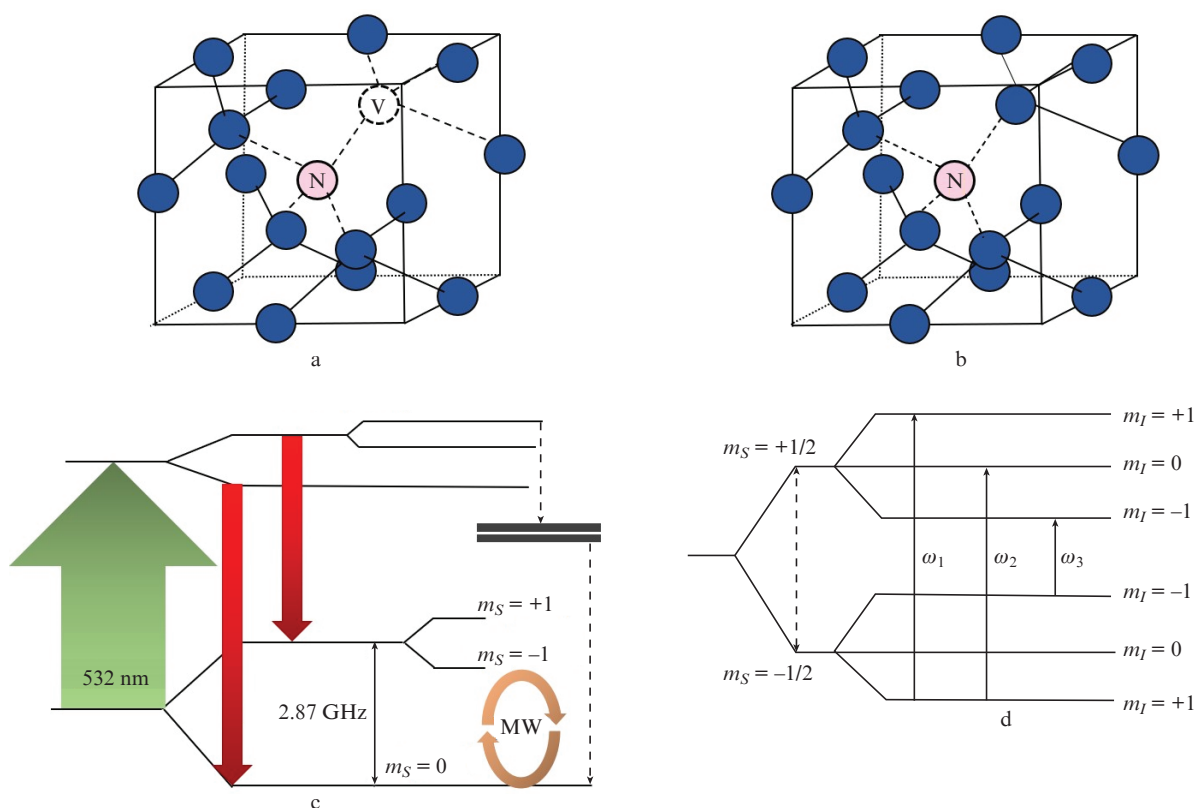 V
N
a
N
b
532 nm
2.87 GHz
m_S = +1
m_S = –1
MW
m_S = 0
c
m_S = +1/2
m_S = –1/2
m_I = +1
m_I = 0
m_I = –1
ω₁
ω₂
ω₃
m_I = –1
m_I = 0
m_I = +1
d